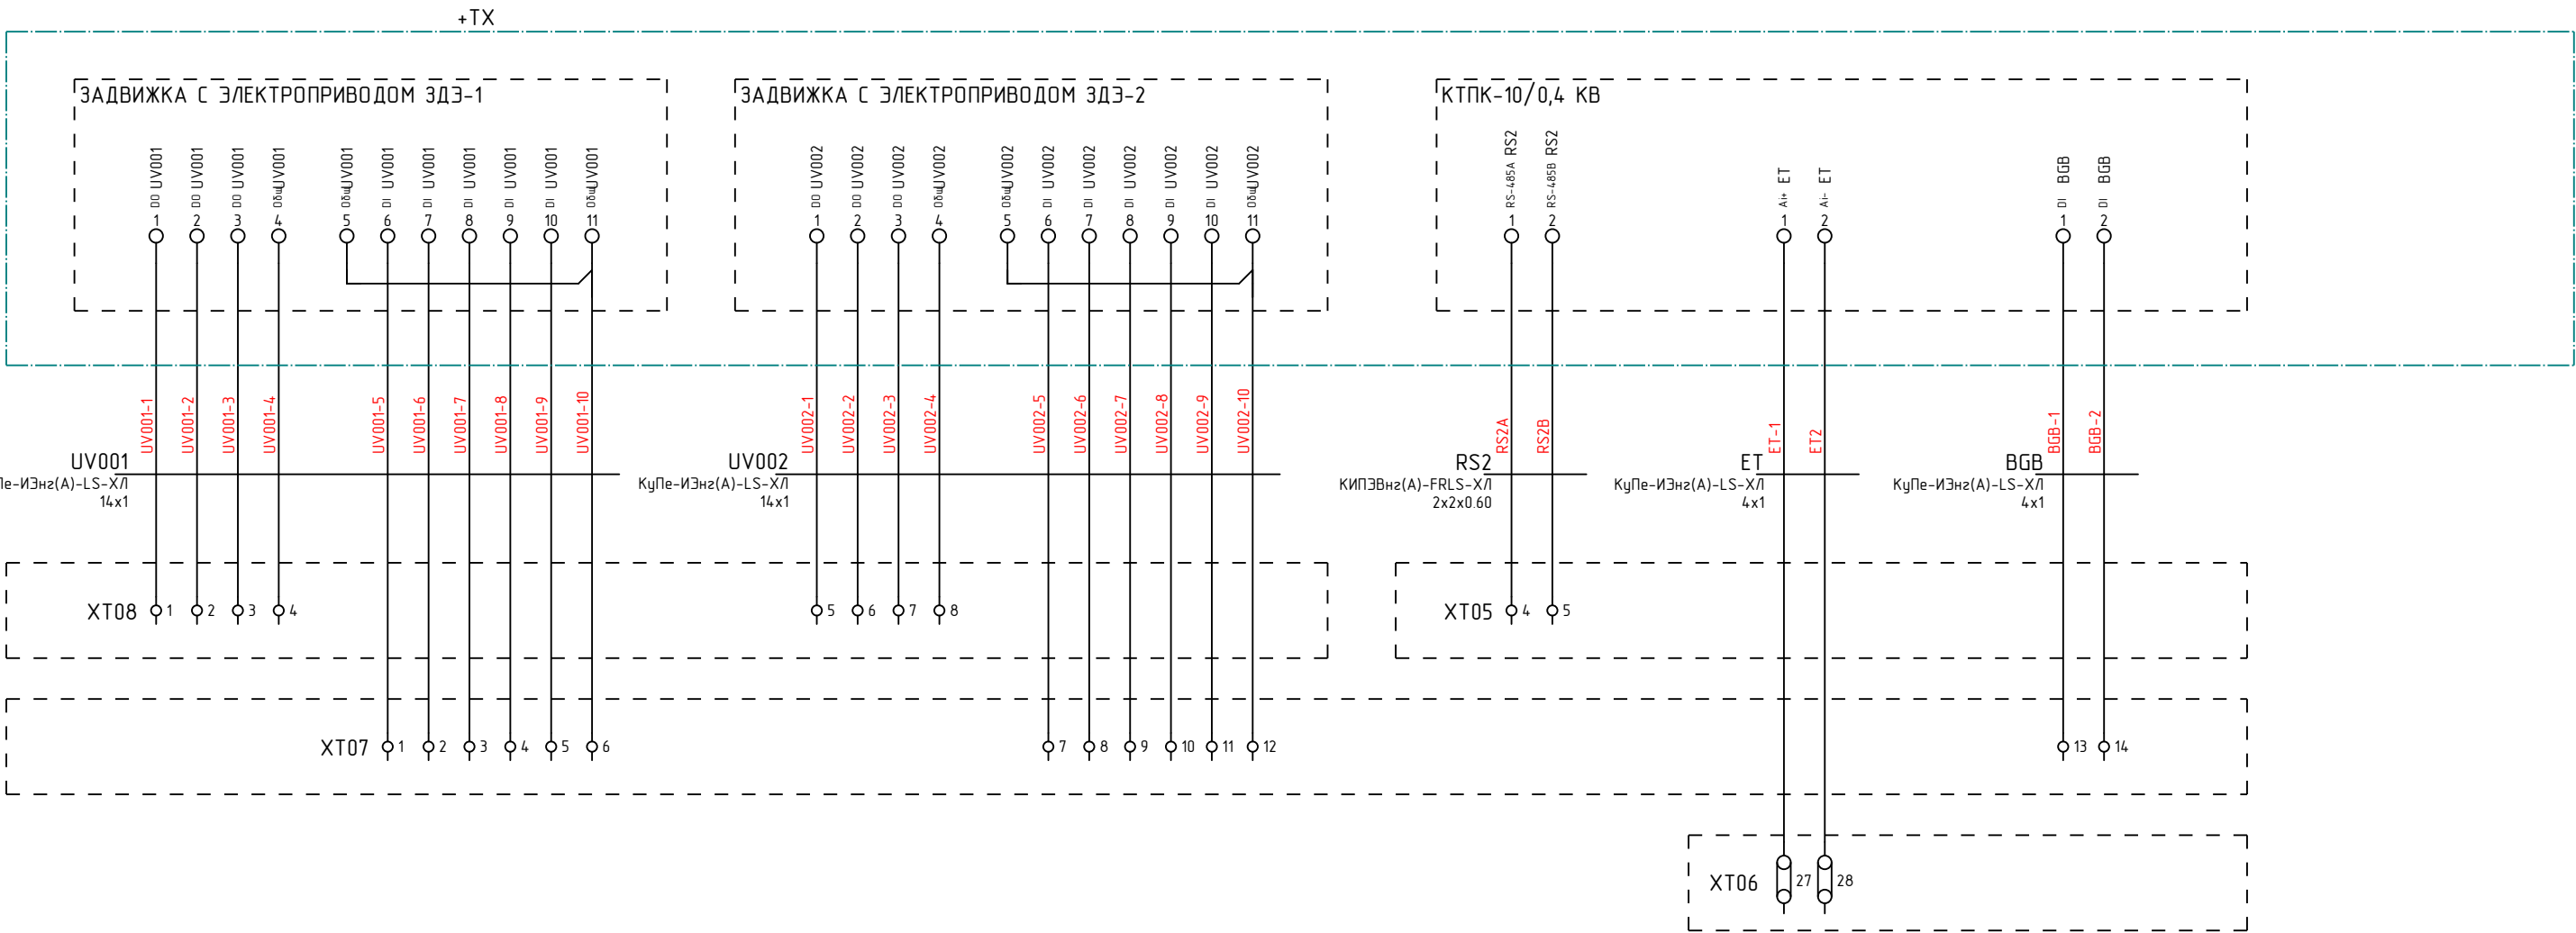 +ТХ
ЗАДВИЖКА С ЭЛЕКТРОПРИВОДОМ ЗДЭ-1
ЗАДВИЖКА С ЭЛЕКТРОПРИВОДОМ ЗДЭ-2
КТПК-10/0,4 КВ
DO UV001
DO UV001
DO UV001
Общ UV001
Общ UV001
DI UV001
DI UV001
DI UV001
DI UV001
DI UV001
Общ UV001
DO UV002
DO UV002
DO UV002
Общ UV002
Общ UV002
DI UV002
DI UV002
DI UV002
DI UV002
DI UV002
Общ UV002
RS-485A RS2
RS-485B RS2
Ai+ ET
Ai- ET
DI BGB
DI BGB
1 2 3 4 5 6 7 8 9 10 11
1 2 3 4 5 6 7 8 9 10 11
1 2
1 2
1 2
UV001-1
UV001-2
UV001-3
UV001-4
UV001-5
UV001-6
UV001-7
UV001-8
UV001-9
UV001-10
UV002-1
UV002-2
UV002-3
UV002-4
UV002-5
UV002-6
UV002-7
UV002-8
UV002-9
UV002-10
RS2A
RS2B
ET-1
ET2
BGB-1
BGB-2
UV001
Пе-ИЭнг(А)-LS-ХЛ
14x1
UV002
КуПе-ИЭнг(А)-LS-ХЛ
14x1
RS2
КИПЭВнг(А)-FRLS-ХЛ
2x2x0.60
ET
КуПе-ИЭнг(А)-LS-ХЛ
4x1
BGB
КуПе-ИЭнг(А)-LS-ХЛ
4x1
XT08 1 2 3 4 5 6 7 8
XT05 4 5
XT07 1 2 3 4 5 6 7 8 9 10 11 12 13 14
XT06 27 28